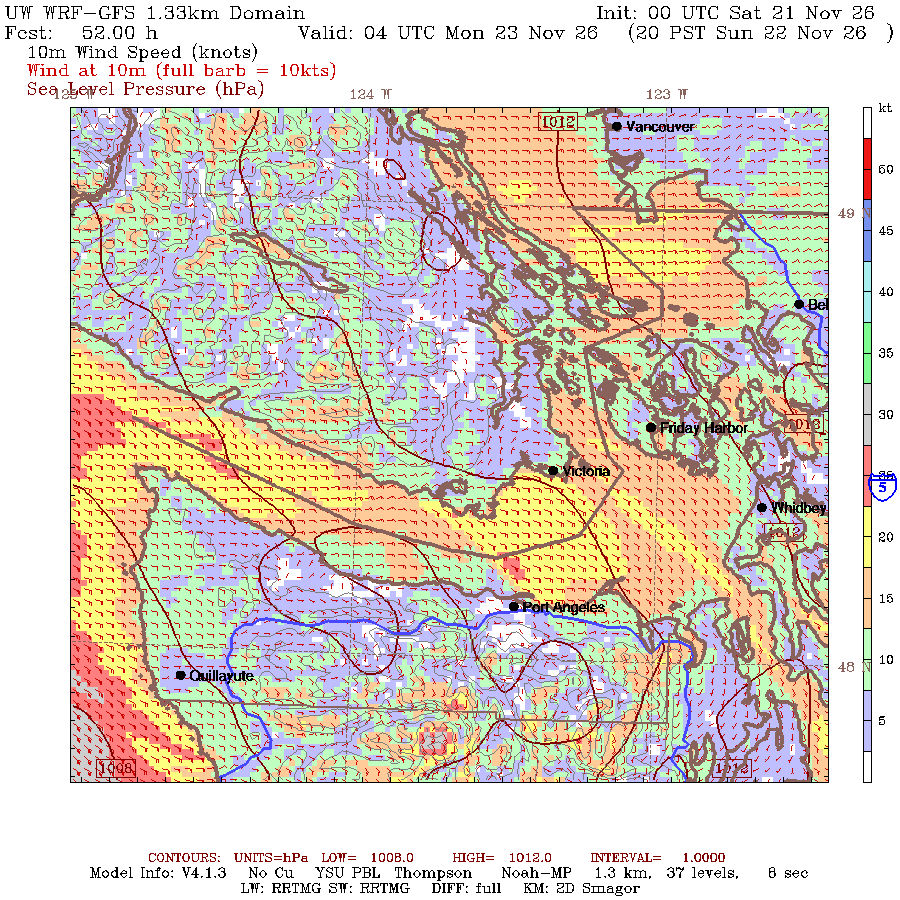 UW WRF-GFS 1.33km Domain Init: 00 UTC Sat 21 Nov 26
Fcst: 52.00 h Valid: 04 UTC Mon 23 Nov 26 (20 PST Sun 22 Nov 26 )
10m Wind Speed (knots)
Wind at 10m (full barb = 10kts)
Sea Level Pressure (hPa)
125 W 124 W 123 W
kt
1012
Vancouver
60
49 N
45
40
Bel
35
30
1013
Friday Harbor
25
Victoria
5
Whidbey
20
1012
15
Port Angeles
10
48 N
Quillayute
5
1008
CONTOURS: UNITS=hPa LOW= 1008.0 HIGH= 1012.0 INTERVAL= 1.0000
Model Info: V4.1.3 No Cu YSU PBL Thompson Noah-MP 1.3 km, 37 levels, 8 sec
LW: RRTMG SW: RRTMG DIFF: full KM: 2D Smagor